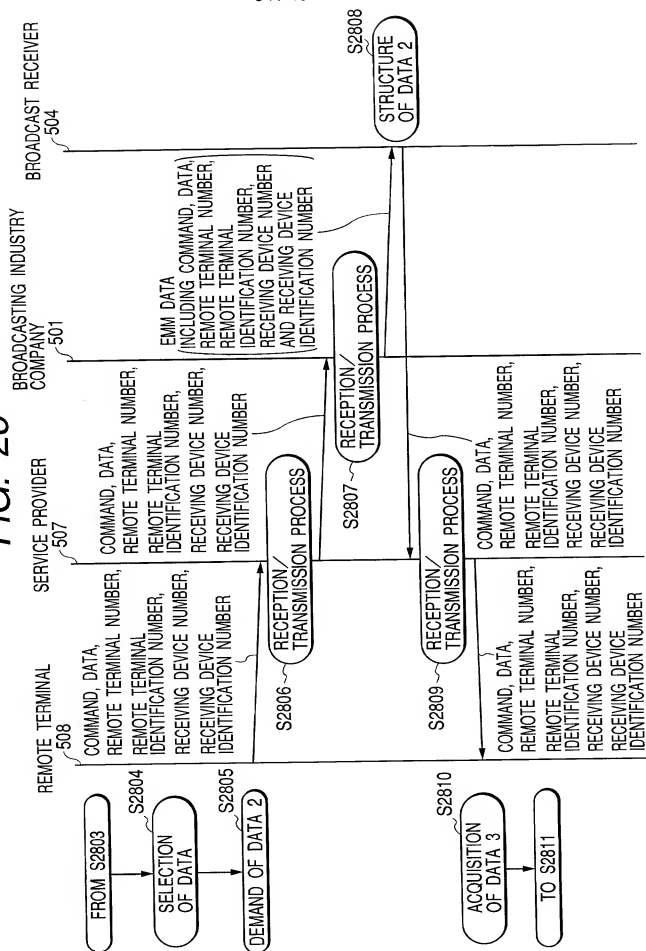 FIG.
REMOTE TERMINAL
508
SERVICE PROVIDER
507
BROADCASTING INDUSTRY
COMPANY
501
BROADCAST RECEIVER
504
FROM S2803
S2804
SELECTION
OF DATA
S2805
DEMAND OF DATA 2
COMMAND, DATA,
REMOTE TERMINAL NUMBER,
REMOTE TERMINAL
IDENTIFICATION NUMBER,
RECEIVING DEVICE NUMBER,
RECEIVING DEVICE
IDENTIFICATION NUMBER
S2806
RECEPTION/
TRANSMISSION PROCESS
COMMAND, DATA,
REMOTE TERMINAL NUMBER,
REMOTE TERMINAL
IDENTIFICATION NUMBER,
RECEIVING DEVICE NUMBER,
RECEIVING DEVICE
IDENTIFICATION NUMBER
S2807
RECEPTION/
TRANSMISSION PROCESS
EMM DATA
INCLUDING COMMAND, DATA,
REMOTE TERMINAL NUMBER,
REMOTE TERMINAL
IDENTIFICATION NUMBER,
RECEIVING DEVICE NUMBER
AND RECEIVING DEVICE
IDENTIFICATION NUMBER
S2808
STRUCTURE
OF DATA 2
S2809
RECEPTION/
TRANSMISSION PROCESS
COMMAND, DATA,
REMOTE TERMINAL NUMBER,
REMOTE TERMINAL
IDENTIFICATION NUMBER,
RECEIVING DEVICE NUMBER,
RECEIVING DEVICE
IDENTIFICATION NUMBER
S2810
ACQUISITION
OF DATA 3
TO S2811
COMMAND, DATA,
REMOTE TERMINAL NUMBER,
REMOTE TERMINAL
IDENTIFICATION NUMBER,
RECEIVING DEVICE NUMBER,
RECEIVING DEVICE
IDENTIFICATION NUMBER